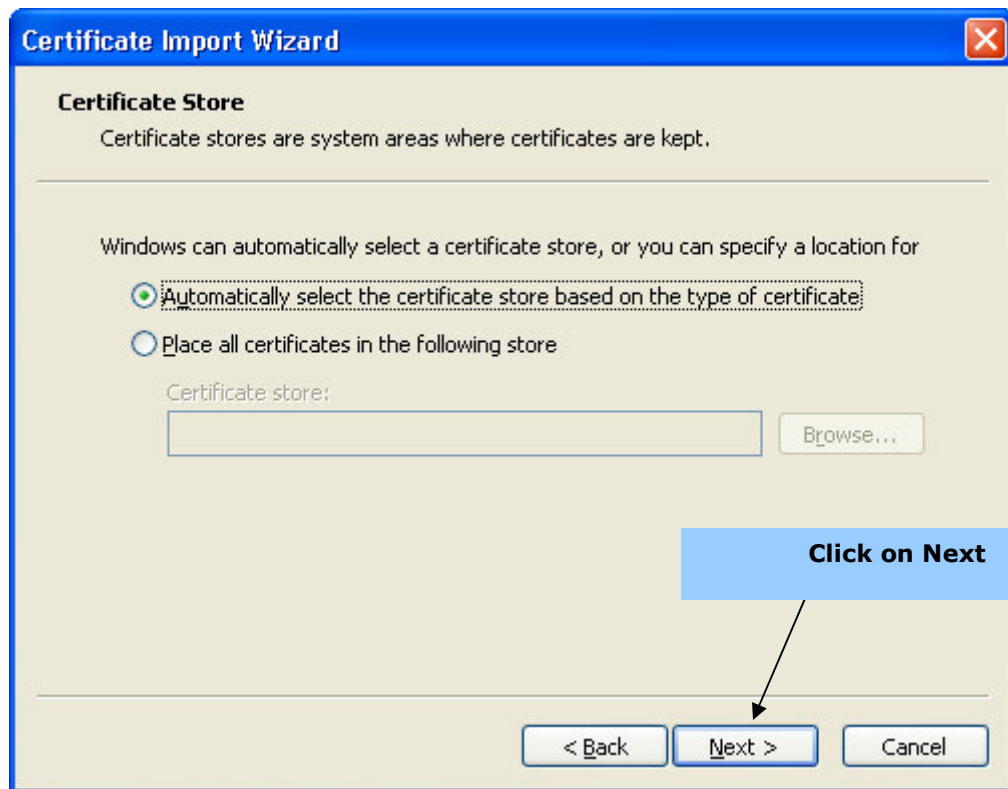 Certificate Import Wizard
Certificate Store
Certificate stores are system areas where certificates are kept.
Windows can automatically select a certificate store, or you can specify a location for
Automatically select the certificate store based on the type of certificate
Place all certificates in the following store
Certificate store:
Browse...
Click on Next
< Back
Next >
Cancel